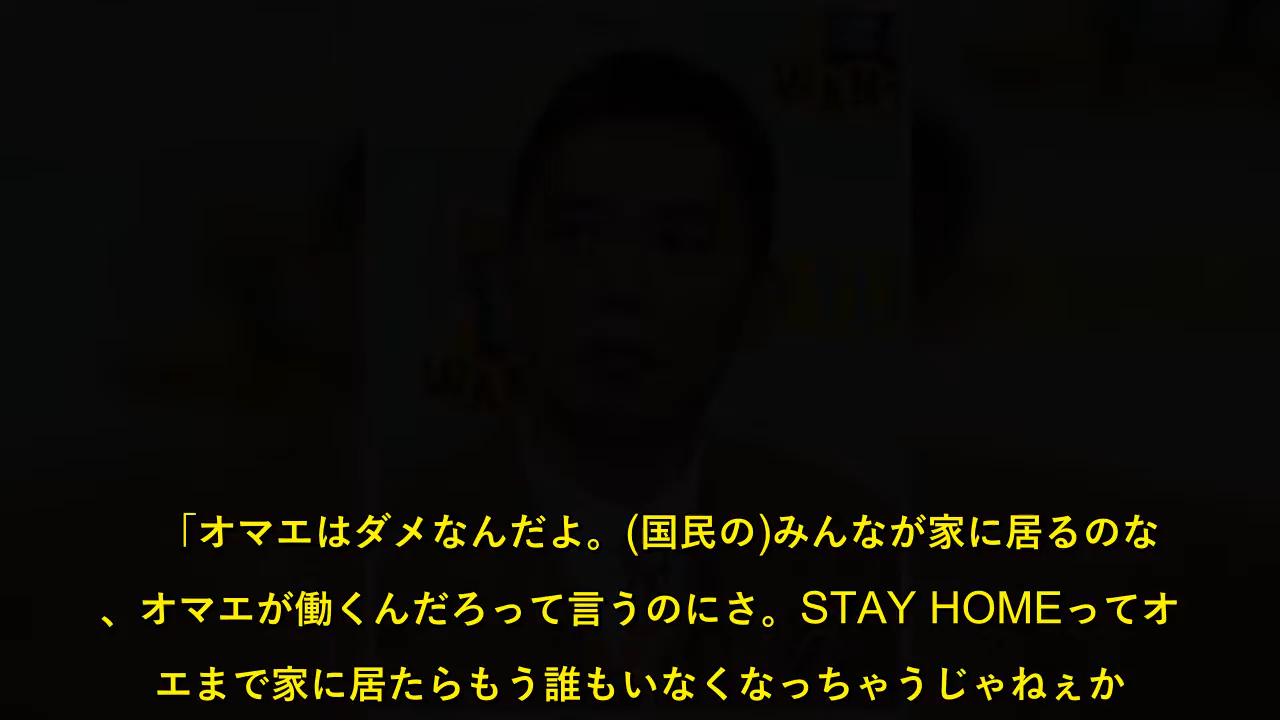 「オマエはダメなんだよ。(国民の)みんなが家に居るのな
、オマエが働くんだろって言うのにさ。STAY HOMEってオ
エまで家に居たらもう誰もいなくなっちゃうじゃねぇか